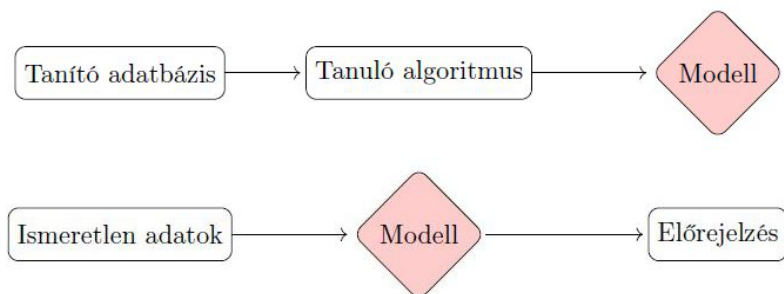 Tanító adatbázis
Tanuló algoritmus
Modell
Ismeretlen adatok
Modell
Előrejelzés